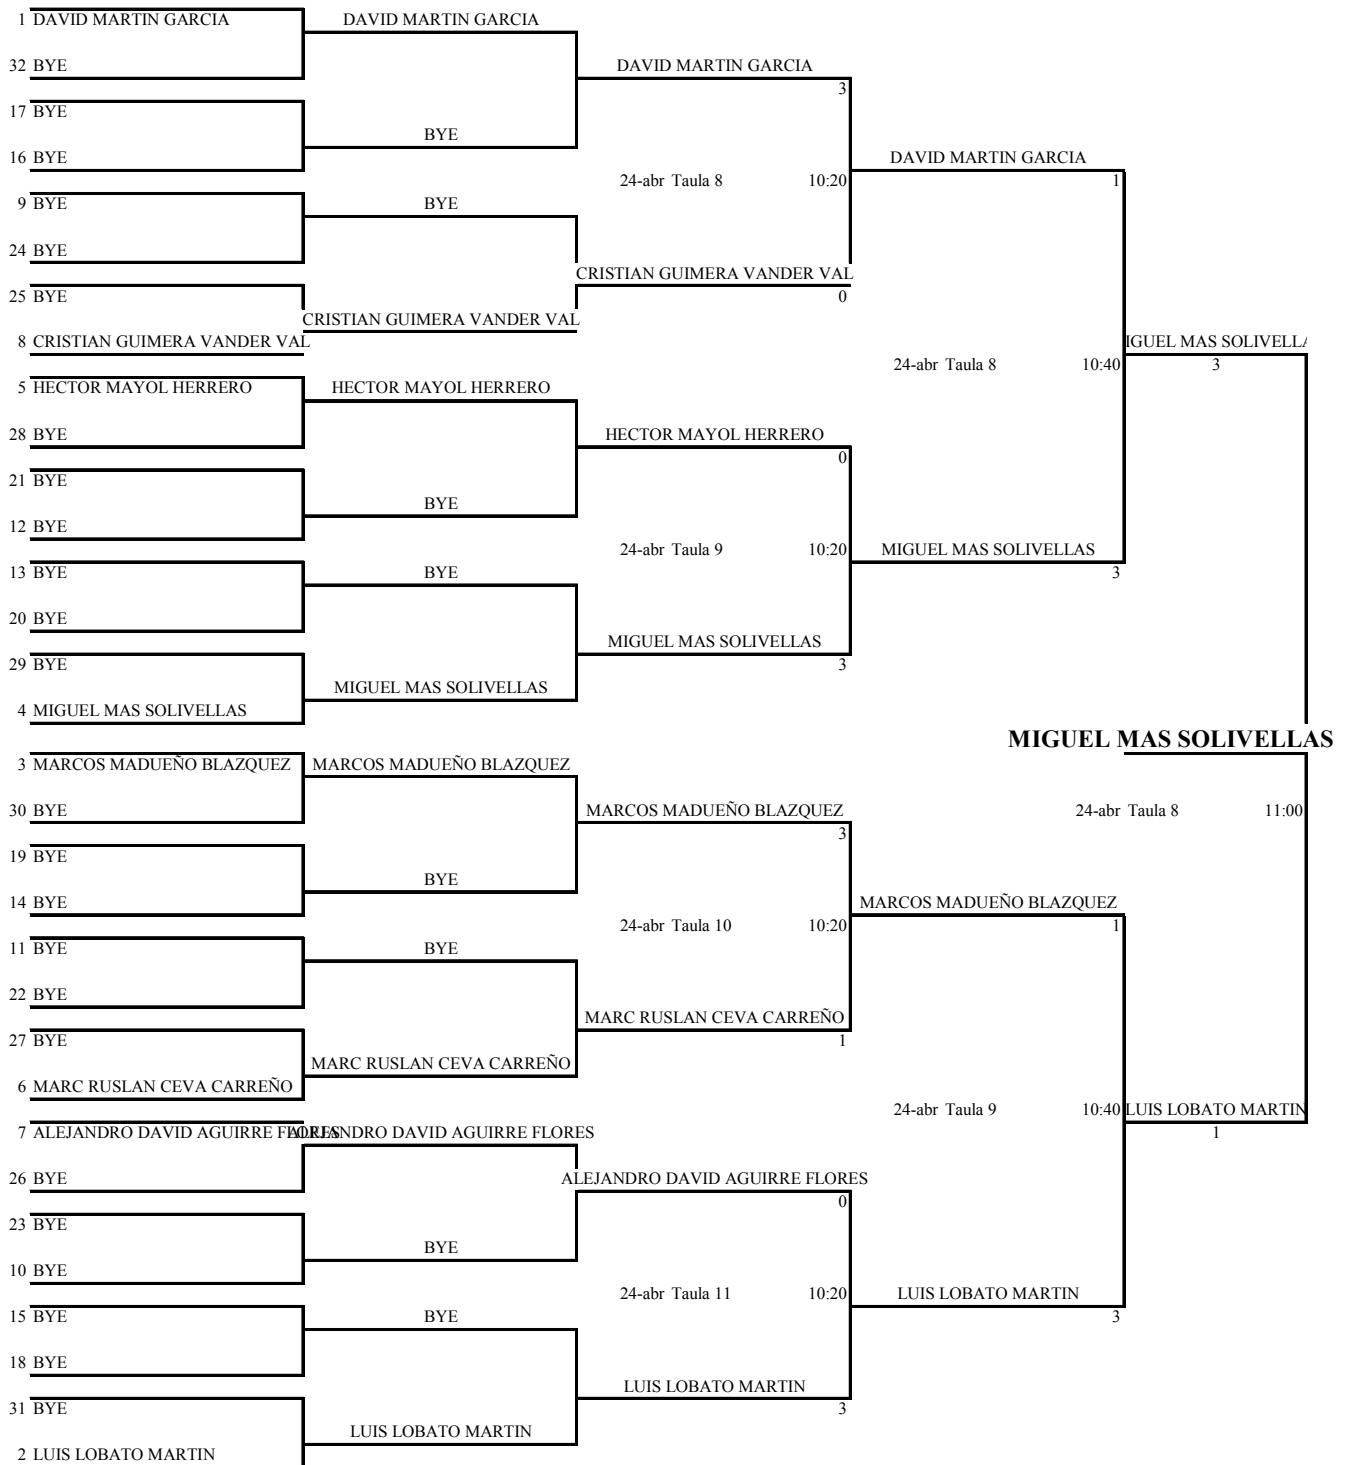 1 DAVID MARTIN GARCIA DAVID MARTIN GARCIA
32 BYE DAVID MARTIN GARCIA
3
17 BYE
BYE
16 BYE DAVID MARTIN GARCIA
24-abr Taula 8 10:20 1
9 BYE BYE
24 BYE
CRISTIAN GUIMERA VANDER VAL
25 BYE 0
CRISTIAN GUIMERA VANDER VAL
8 CRISTIAN GUIMERA VANDER VAL IGUEL MAS SOLIVELLA
24-abr Taula 8 10:40 3
5 HECTOR MAYOL HERRERO HECTOR MAYOL HERRERO
28 BYE HECTOR MAYOL HERRERO
0
21 BYE
BYE
12 BYE
24-abr Taula 9 10:20 MIGUEL MAS SOLIVELLAS
13 BYE BYE 3
20 BYE
MIGUEL MAS SOLIVELLAS
29 BYE 3
MIGUEL MAS SOLIVELLAS
4 MIGUEL MAS SOLIVELLAS
MIGUEL MAS SOLIVELLAS
3 MARCOS MADUEÑO BLAZQUEZ MARCOS MADUEÑO BLAZQUEZ
30 BYE MARCOS MADUEÑO BLAZQUEZ 24-abr Taula 8 11:00
3
19 BYE
BYE
14 BYE MARCOS MADUEÑO BLAZQUEZ
24-abr Taula 10 10:20 1
11 BYE BYE
22 BYE
MARC RUSLAN CEVA CARREÑO
27 BYE 1
MARC RUSLAN CEVA CARREÑO
6 MARC RUSLAN CEVA CARREÑO
24-abr Taula 9 10:40 LUIS LOBATO MARTIN
7 ALEJANDRO DAVID AGUIRRE FLORES ALEJANDRO DAVID AGUIRRE FLORES 1
26 BYE ALEJANDRO DAVID AGUIRRE FLORES
0
23 BYE
BYE
10 BYE
24-abr Taula 11 10:20 LUIS LOBATO MARTIN
15 BYE BYE 3
18 BYE
LUIS LOBATO MARTIN
31 BYE 3
LUIS LOBATO MARTIN
2 LUIS LOBATO MARTIN